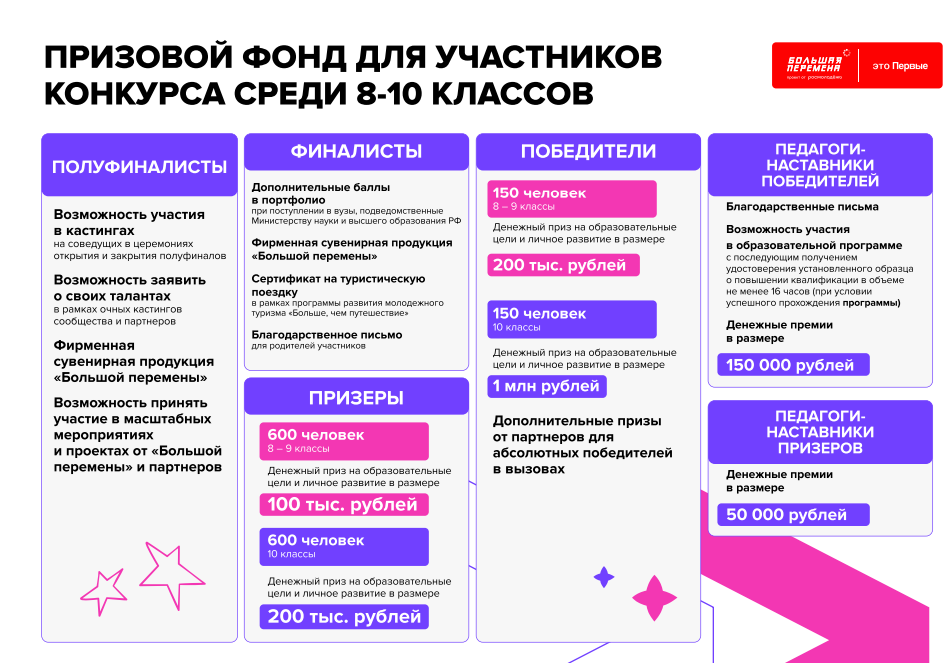 ПРИЗОВОЙ ФОНД ДЛЯ УЧАСТНИКОВ
КОНКУРСА СРЕДИ 8-10 КЛАССОВ
БОЛЬШАЯ
ПЕРЕМЕНА
проект от росмолодёжи
это Первые
ПОЛУФИНАЛИСТЫ
Возможность участия
в кастингах
на соведущих в церемониях
открытия и закрытия полуфиналов
Возможность заявить
о своих талантах
в рамках очных кастингов
сообщества и партнеров
Фирменная
сувенирная продукция
«Большой перемены»
Возможность принять
участие в масштабных
мероприятиях
и проектах от «Большой
перемены» и партнеров
ФИНАЛИСТЫ
Дополнительные баллы
в портфолио
при поступлении в вузы, подведомственные
Министерству науки и высшего образования РФ
Фирменная сувенирная продукция
«Большой перемены»
Сертификат на туристическую
поездку
в рамках программы развития молодежного
туризма «Больше, чем путешествие»
Благодарственное письмо
для родителей участников
ПРИЗЕРЫ
600 человек
8 – 9 классы
Денежный приз на образовательные
цели и личное развитие в размере
100 тыс. рублей
600 человек
10 классы
Денежный приз на образовательные
цели и личное развитие в размере
200 тыс. рублей
ПОБЕДИТЕЛИ
150 человек
8 – 9 классы
Денежный приз на образовательные
цели и личное развитие в размере
200 тыс. рублей
150 человек
10 классы
Денежный приз на образовательные
цели и личное развитие в размере
1 млн рублей
Дополнительные призы
от партнеров для
абсолютных победителей
в вызовах
ПЕДАГОГИ-
НАСТАВНИКИ
ПОБЕДИТЕЛЕЙ
Благодарственные письма
Возможность участия
в образовательной программе
с последующим получением
удостоверения установленного образца
о повышении квалификации в объеме
не менее 16 часов (при условии
успешного прохождения программы)
Денежные премии
в размере
150 000 рублей
ПЕДАГОГИ-
НАСТАВНИКИ
ПРИЗЕРОВ
Денежные премии
в размере
50 000 рублей